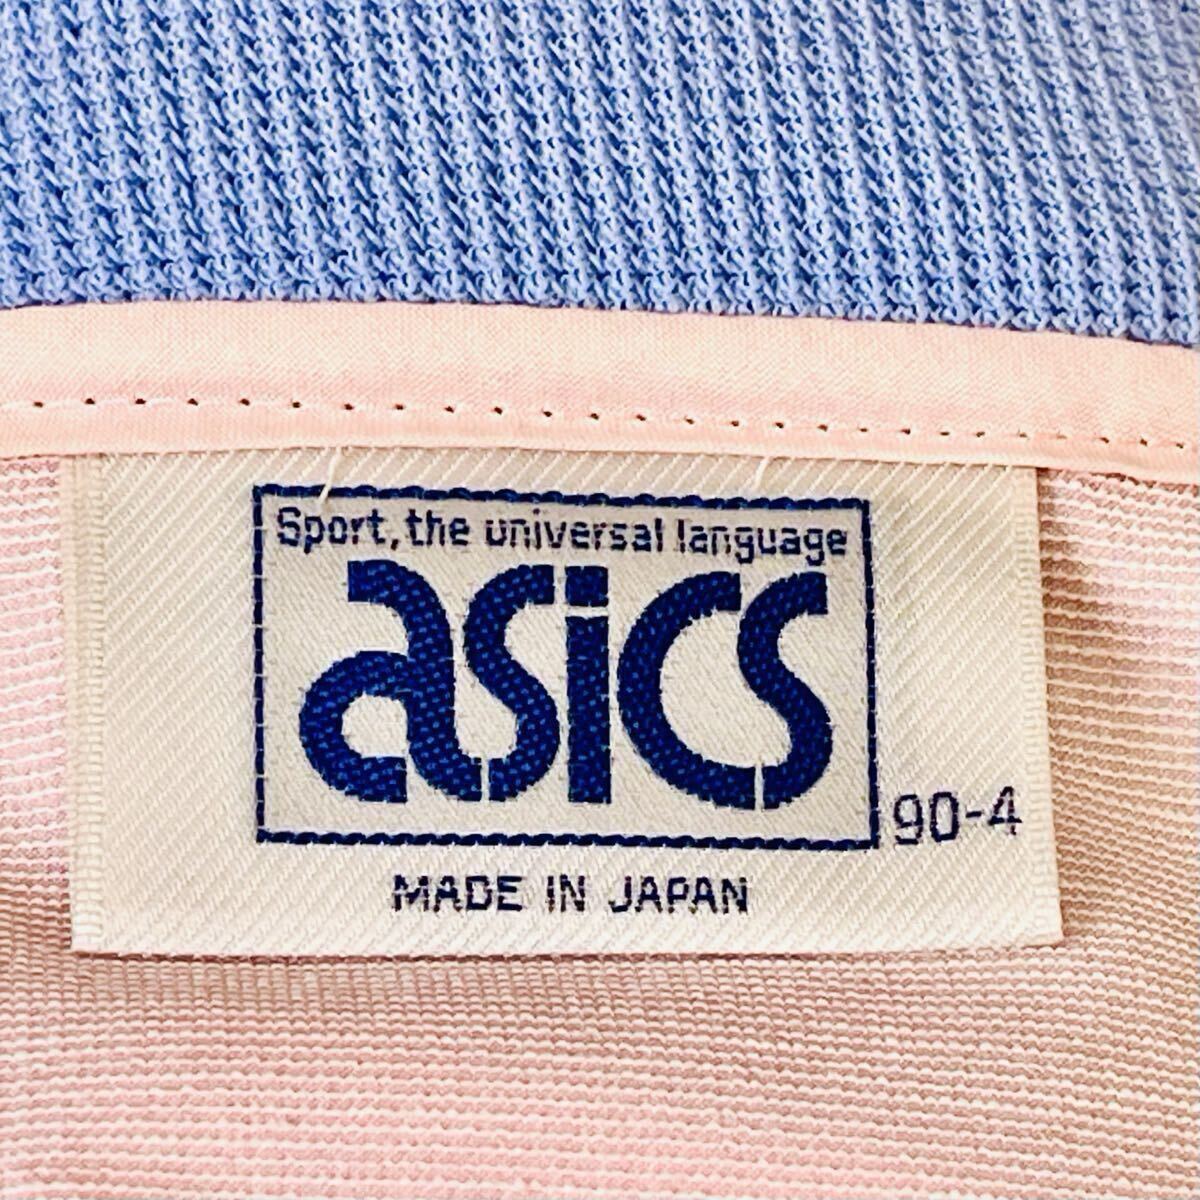 Sport, the universal language
asics
90-4
MADE IN JAPAN